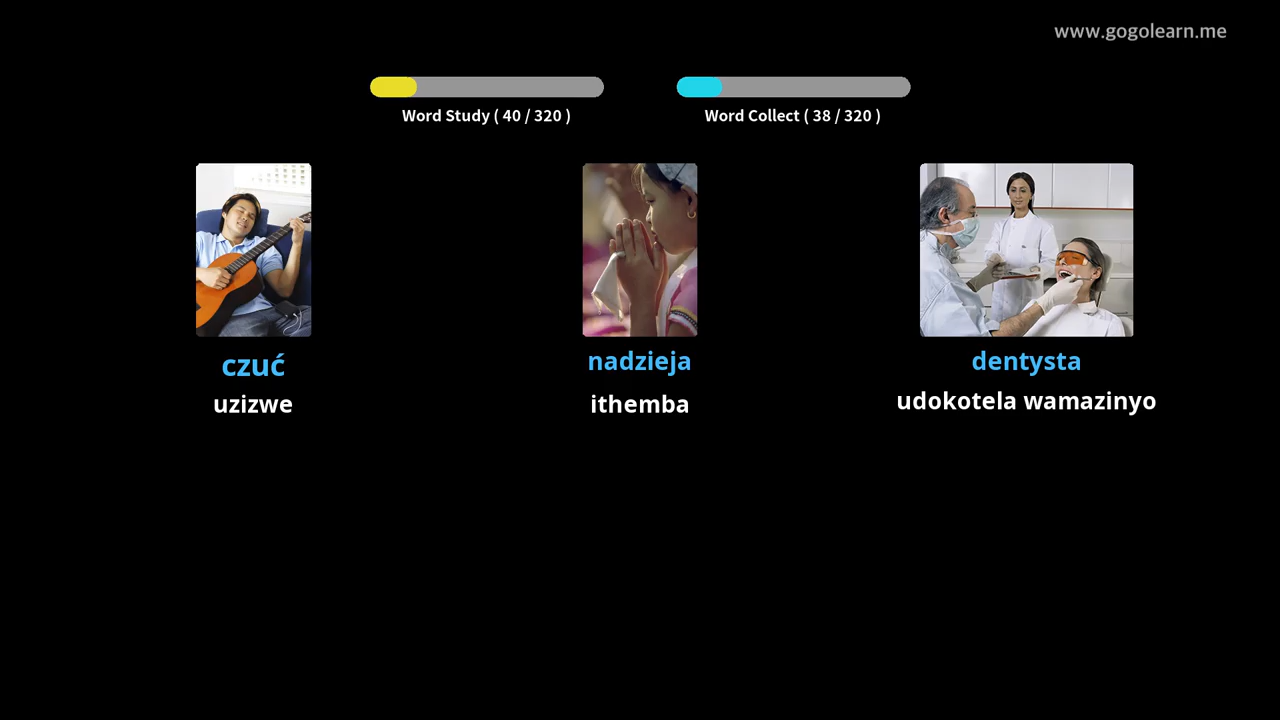 www.gogolearn.me
Word Study ( 40 / 320 )
Word Collect ( 38 / 320 )
czuć
uzizwe
nadzieja
ithemba
dentysta
udokotela wamazinyo